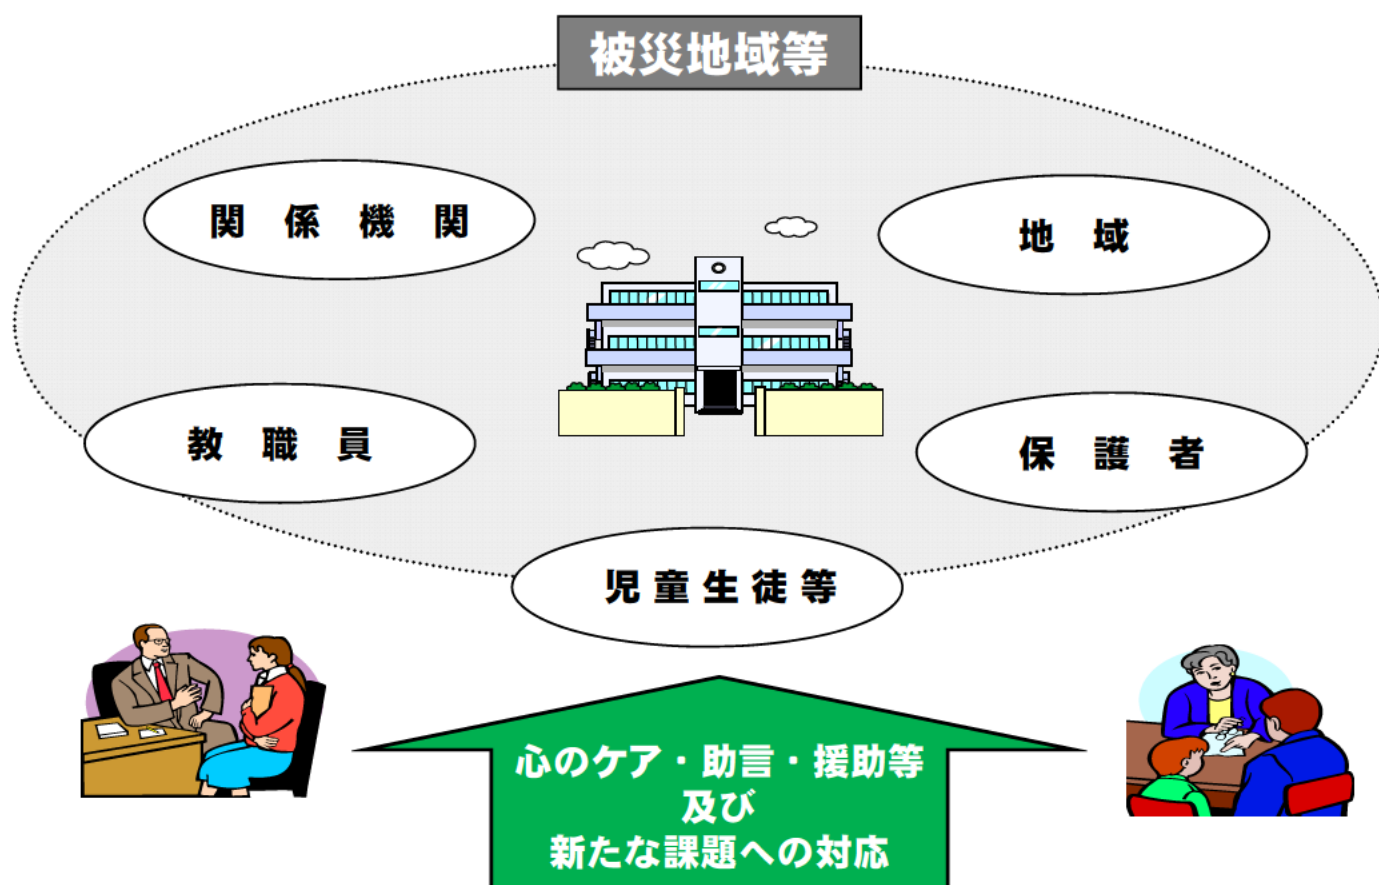 被災地域等
関係機関
地域
教職員
保護者
児童生徒等
心のケア・助言・援助等
及び
新たな課題への対応